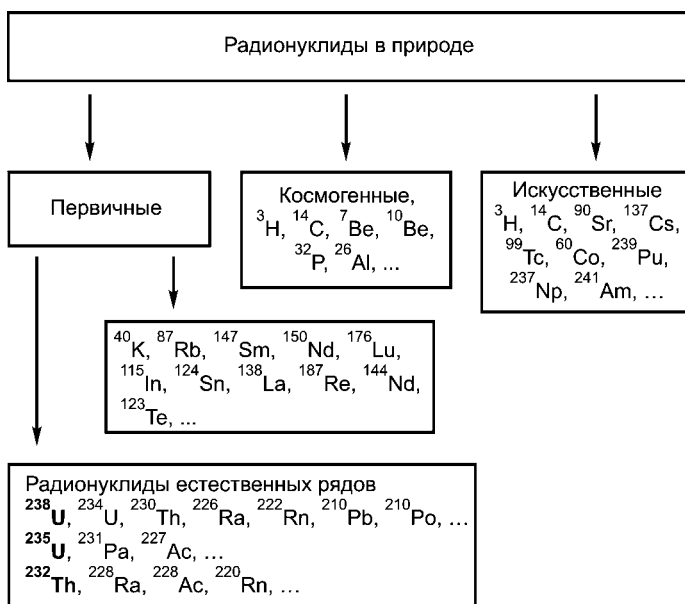 Радионуклиды в природе
Первичные
Космогенные,
³H, ¹⁴C, ⁷Be, ¹⁰Be,
³²P, ²⁶Al, ...
Искусственные
³H, ¹⁴C, ⁹⁰Sr, ¹³⁷Cs,
⁹⁹Tc, ⁶⁰Co, ²³⁹Pu,
²³⁷Np, ²⁴¹Am, ...
⁴⁰K, ⁸⁷Rb, ¹⁴⁷Sm, ¹⁵⁰Nd, ¹⁷⁶Lu,
¹¹⁵In, ¹²⁴Sn, ¹³⁸La, ¹⁸⁷Re, ¹⁴⁴Nd,
¹²³Te, ...
Радионуклиды естественных рядов
²³⁸U, ²³⁴U, ²³⁰Th, ²²⁶Ra, ²²²Rn, ²¹⁰Pb, ²¹⁰Po, ...
²³⁵U, ²³¹Pa, ²²⁷Ac, ...
²³²Th, ²²⁸Ra, ²²⁸Ac, ²²⁰Rn, ...